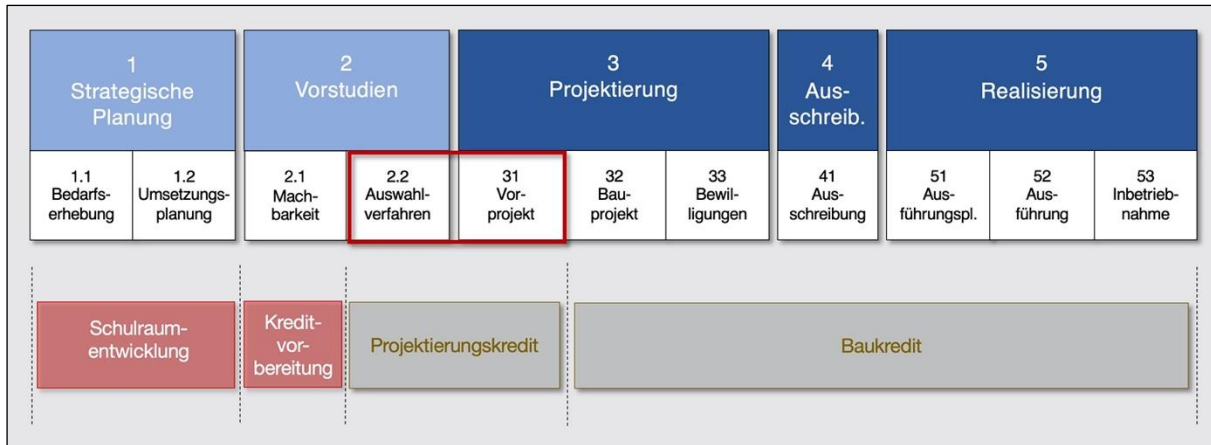 1
Strategische
Planung
2
Vorstudien
3
Projektierung
4
Aus-
schreib.
5
Realisierung
1.1
Bedarfs-
erhebung
1.2
Umsetzungs-
planung
2.1
Mach-
barkeit
2.2
Auswahl-
verfahren
31
Vor-
projekt
32
Bau-
projekt
33
Bewil-
ligungen
41
Aus-
schreibung
51
Aus-
führungspl.
52
Aus-
führung
53
Inbetrieb-
nahme
Schulraum-
entwicklung
Kredit-
vor-
bereitung
Projektierungskredit
Baukredit